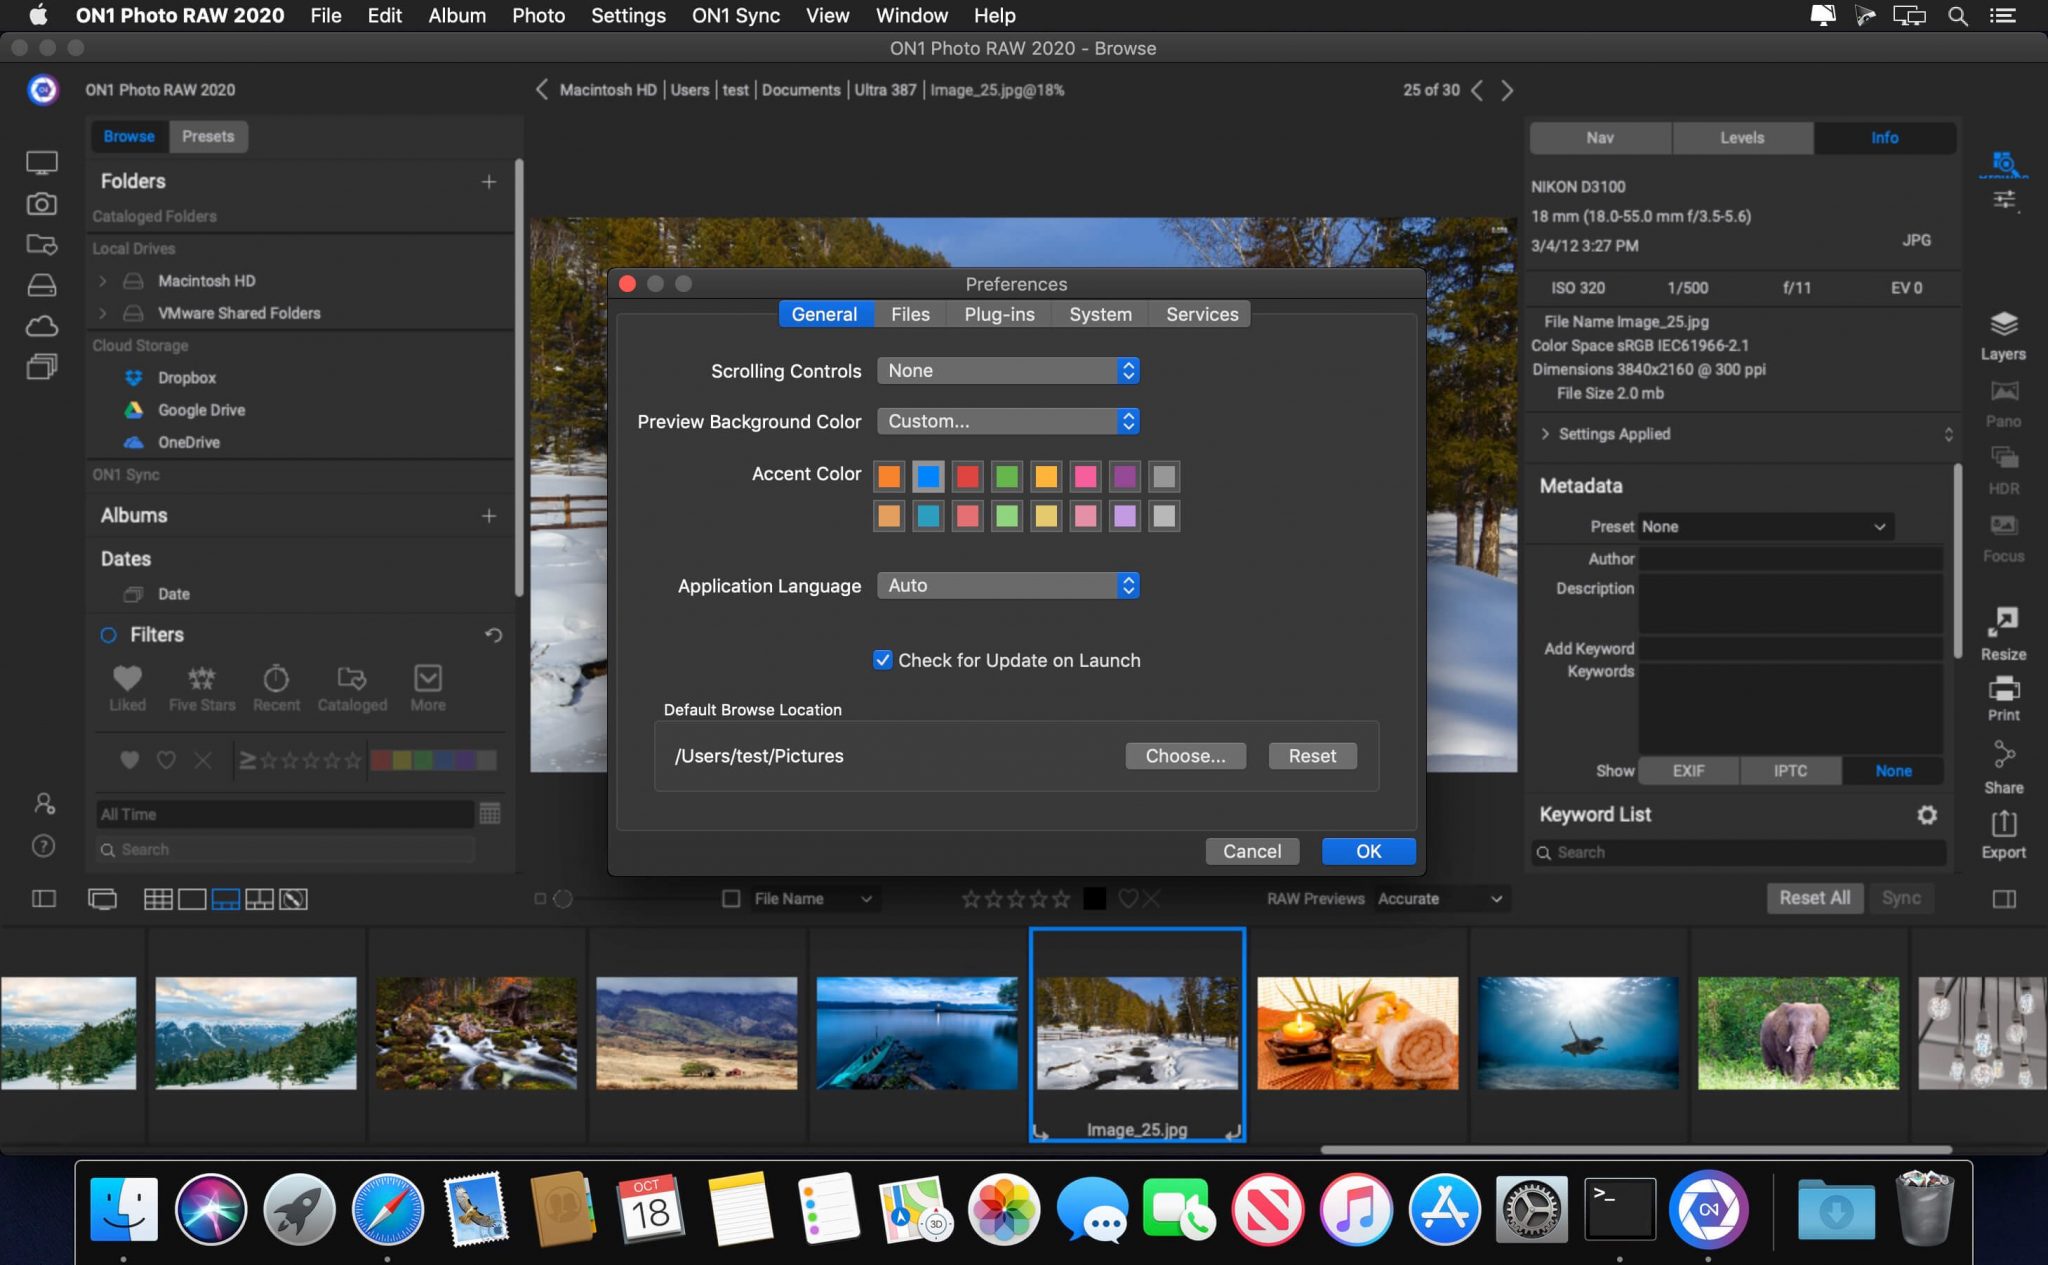 ON1 Photo RAW 2020 File Edit Album Photo Settings ON1 Sync View Window Help
ON1 Photo RAW 2020 - Browse
ON1 Photo RAW 2020
Macintosh HD | Users | test | Documents | Ultra 387 | Image_25.jpg@18%
25 of 30
Browse Presets
Folders
Cataloged Folders
Local Drives
Macintosh HD
VMware Shared Folders
Cloud Storage
Dropbox
Google Drive
OneDrive
ON1 Sync
Albums
Dates
Date
Filters
Liked Five Stars Recent Cataloged More
All Time
Search
Preferences
General Files Plug-ins System Services
Scrolling Controls None
Preview Background Color Custom...
Accent Color
Application Language Auto
Check for Update on Launch
Default Browse Location
/Users/test/Pictures Choose... Reset
Cancel OK
Nav Levels Info
NIKON D3100
18 mm (18.0-55.0 mm f/3.5-5.6)
3/4/12 3:27 PM JPG
ISO 320 1/500 f/11 EV 0
File Name Image_25.jpg
Color Space sRGB IEC61966-2.1
Dimensions 3840x2160 @ 300 ppi
File Size 2.0 mb
Settings Applied
Metadata
Preset None
Author
Description
Add Keyword
Keywords
Show EXIF IPTC None
Keyword List
Search
Layers
Pano
HDR
Focus
Resize
Print
Share
Export
File Name
RAW Previews Accurate
Reset All Sync
Image_25.jpg
OCT
18
3D
>_